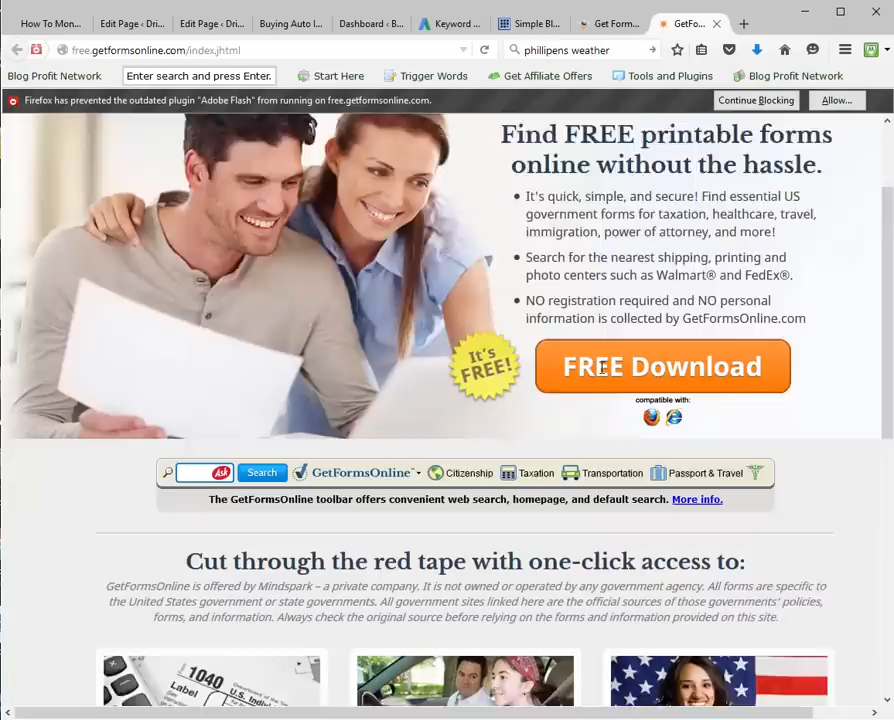 How To Mon...
Edit Page ‹ Dri...
Edit Page ‹ Dri...
Buying Auto I...
Dashboard ‹ B...
Keyword ...
Simple Bl...
Get Form...
GetFo...
free.getformsonline.com/index.jhtml
phillipens weather
Blog Profit Network
Enter search and press Enter.
Start Here
Trigger Words
Get Affiliate Offers
Tools and Plugins
Blog Profit Network
Firefox has prevented the outdated plugin "Adobe Flash" from running on free.getformsonline.com.
Continue Blocking
Allow...
Find FREE printable forms
online without the hassle.
It's quick, simple, and secure! Find essential US
government forms for taxation, healthcare, travel,
immigration, power of attorney, and more!
Search for the nearest shipping, printing and
photo centers such as Walmart® and FedEx®.
NO registration required and NO personal
information is collected by GetFormsOnline.com
It's
FREE!
FREE Download
compatible with:
Ask
Search
GetFormsOnline™
Citizenship
Taxation
Transportation
Passport & Travel
The GetFormsOnline toolbar offers convenient web search, homepage, and default search. More info.
Cut through the red tape with one-click access to:
GetFormsOnline is offered by Mindspark – a private company. It is not owned or operated by any government agency. All forms are specific to
the United States government or state governments. All government sites linked here are the official sources of those governments' policies,
forms, and information. Always check the original source before relying on the forms and information provided on this site.
1040
Label